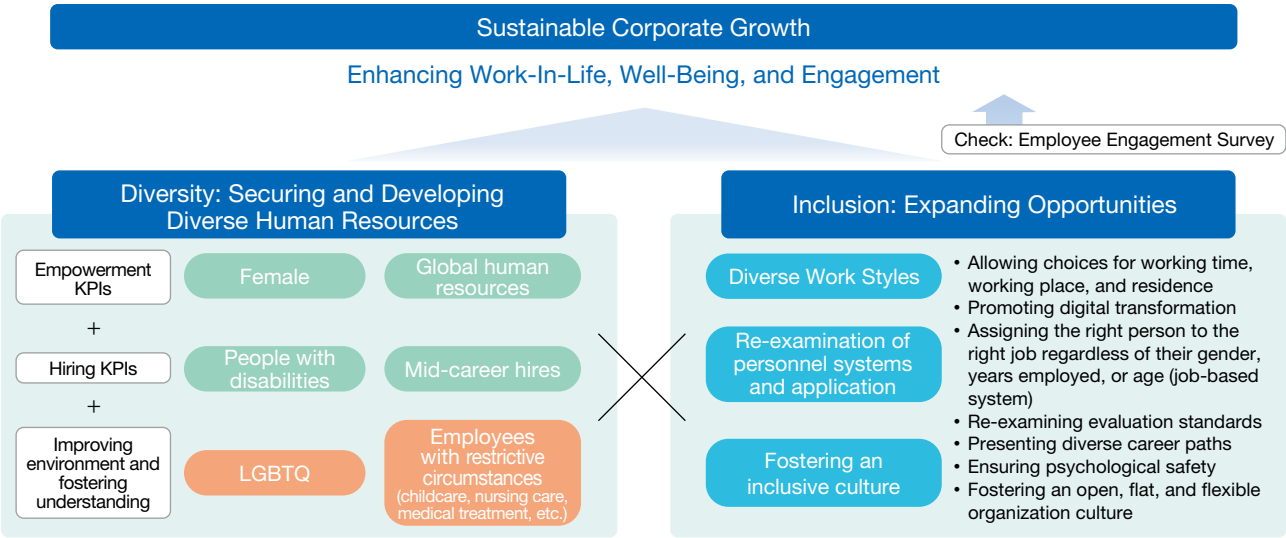 Sustainable Corporate Growth
Enhancing Work-In-Life, Well-Being, and Engagement
Check: Employee Engagement Survey
Diversity: Securing and Developing
Diverse Human Resources
Empowerment
KPIs
Female
Global human
resources
+
Hiring KPIs
People with
disabilities
Mid-career hires
+
Improving
environment and
fostering
understanding
LGBTQ
Employees
with restrictive
circumstances
(childcare, nursing care,
medical treatment, etc.)
Inclusion: Expanding Opportunities
Diverse Work Styles
Re-examination of
personnel systems
and application
Fostering an
inclusive culture
• Allowing choices for working time,
working place, and residence
• Promoting digital transformation
• Assigning the right person to the
right job regardless of their gender,
years employed, or age (job-based
system)
• Re-examining evaluation standards
• Presenting diverse career paths
• Ensuring psychological safety
• Fostering an open, flat, and flexible
organization culture